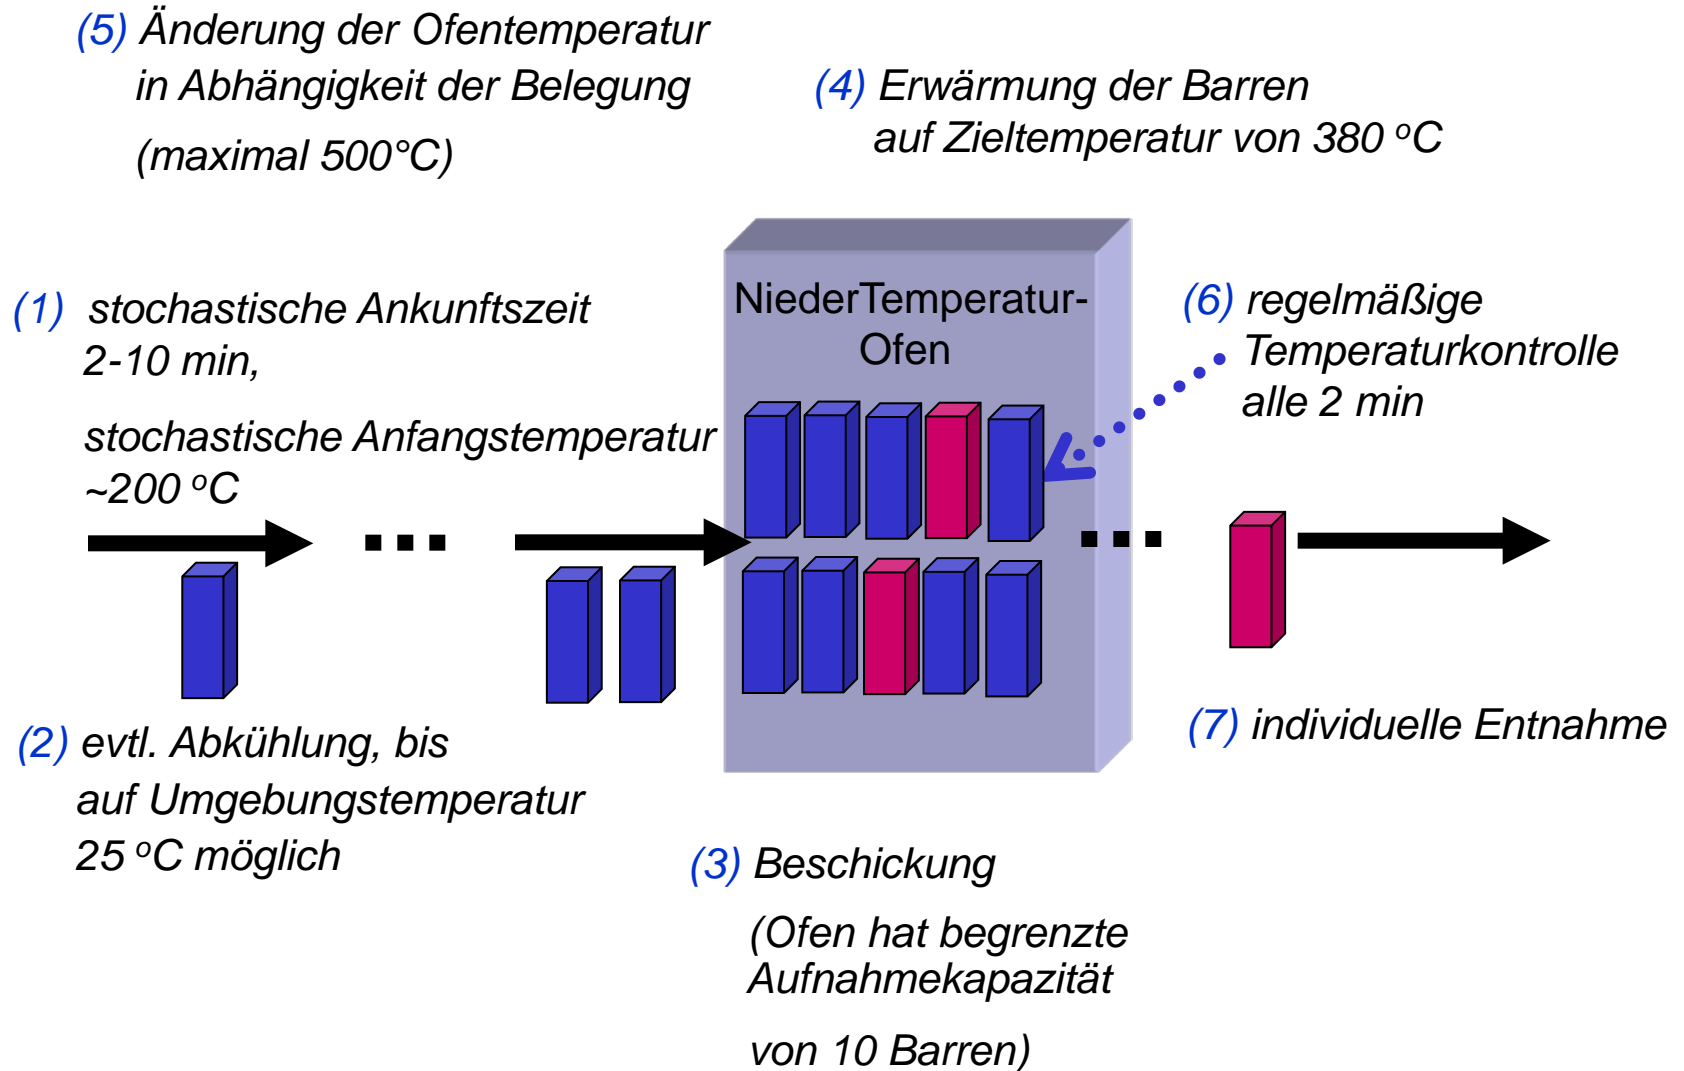 (5) Änderung der Ofentemperatur
in Abhängigkeit der Belegung
(maximal 500°C)
(4) Erwärmung der Barren
auf Zieltemperatur von 380 °C
(1) stochastische Ankunftszeit
2-10 min,
stochastische Anfangstemperatur
~200 °C
NiederTemperatur-
Ofen
(6) regelmäßige
Temperaturkontrolle
alle 2 min
(2) evtl. Abkühlung, bis
auf Umgebungstemperatur
25 °C möglich
(7) individuelle Entnahme
(3) Beschickung
(Ofen hat begrenzte
Aufnahmekapazität
von 10 Barren)